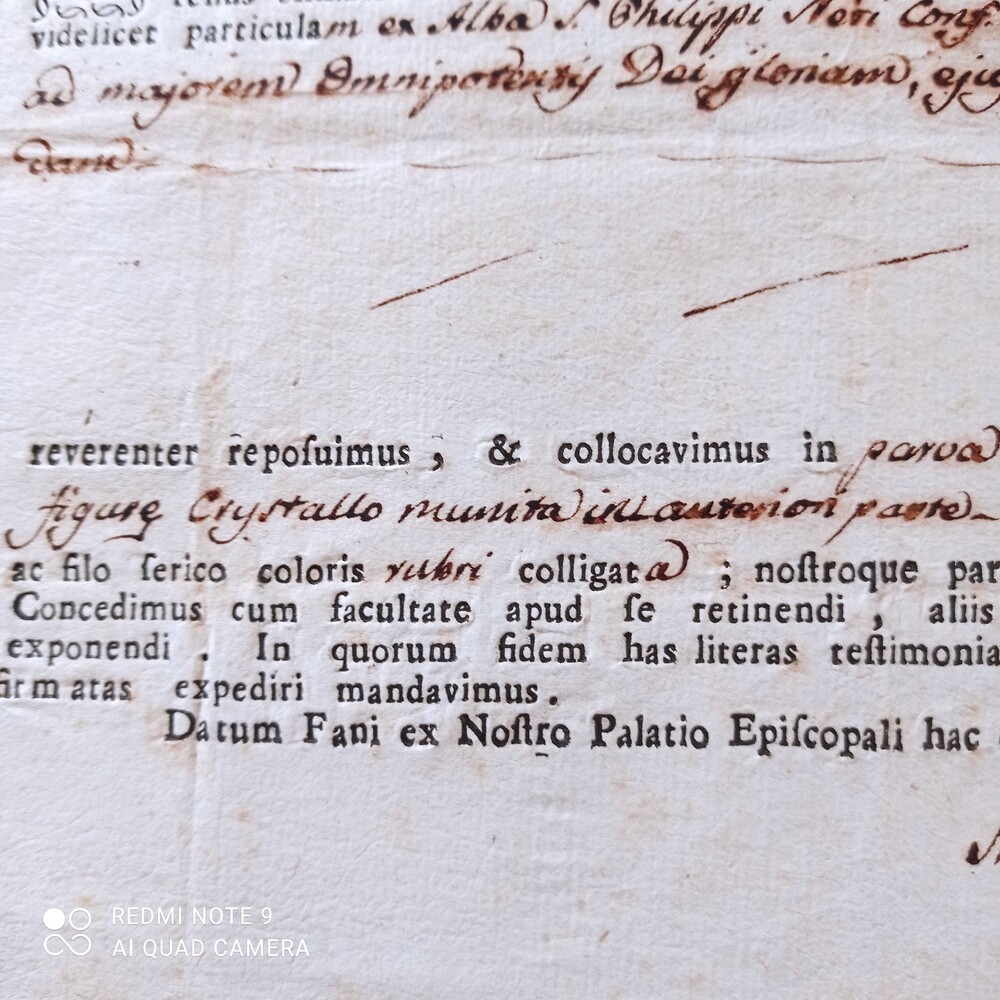 videlicet particulam ex Alba S. Philippi Neri Conf.
ad majorem Omnipotentis Dei gloriam, ejus
dam
reverenter repoſuimus, & collocavimus in parva
figurę Crystallo munita in anteriori parte
ac filo ſerico coloris rubri colligata; noſtroque par
Concedimus cum facultate apud ſe retinendi, aliis
exponendi. In quorum fidem has literas teſtimonia
firmatas expediri mandavimus.
Datum Fani ex Noſtro Palatio Epiſcopali hac
REDMI NOTE 9
AI QUAD CAMERA